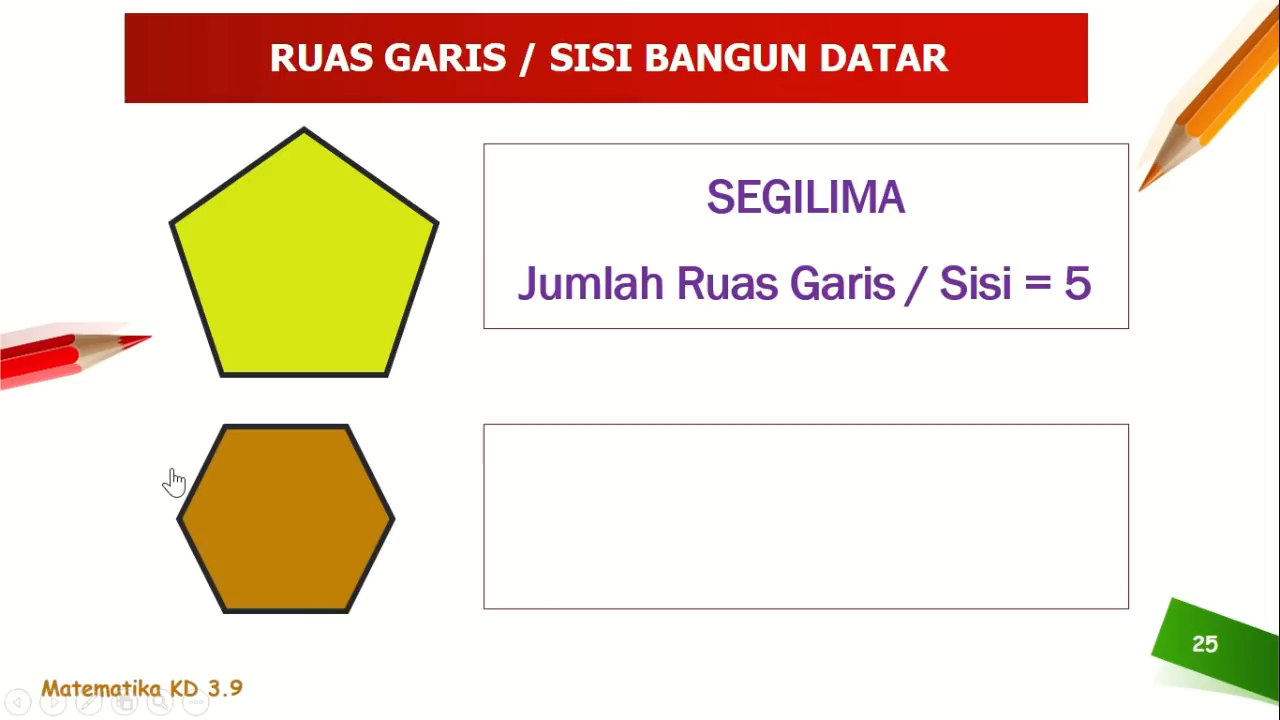 RUAS GARIS / SISI BANGUN DATAR
SEGILIMA
Jumlah Ruas Garis / Sisi = 5
25
Matematika KD 3.9